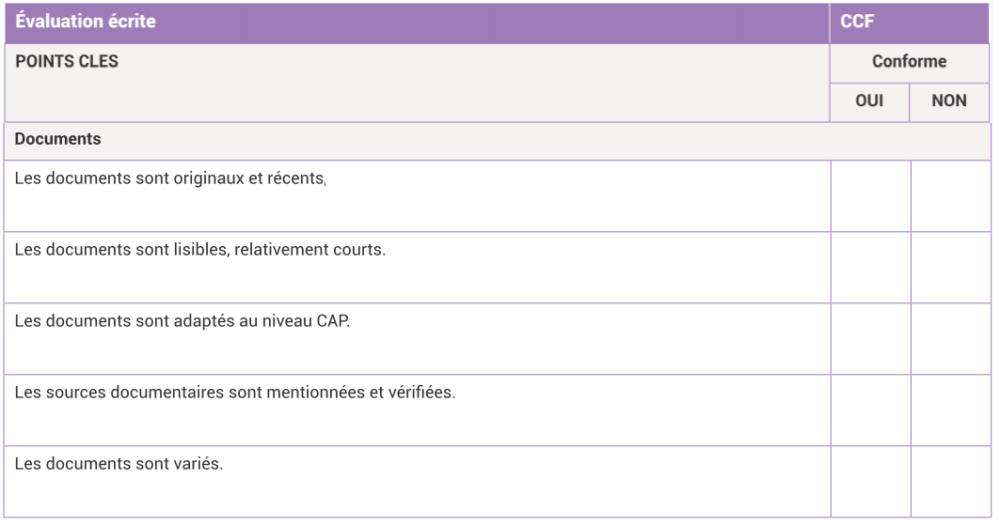 Évaluation écrite
CCF
POINTS CLES
Conforme
OUI
NON
Documents
Les documents sont originaux et récents,
Les documents sont lisibles, relativement courts.
Les documents sont adaptés au niveau CAP.
Les sources documentaires sont mentionnées et vérifiées.
Les documents sont variés.